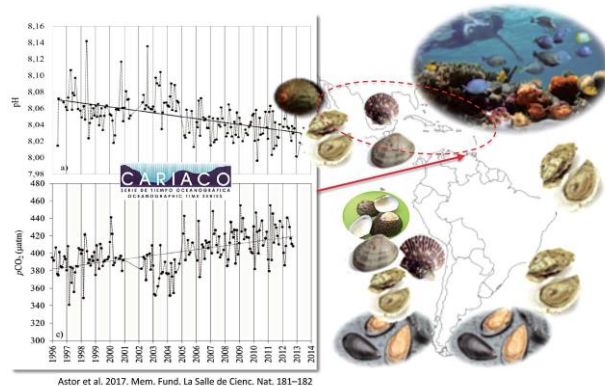 8,16
8,14
8,12
8,10
8,08
8,06
8,04
8,02
8,00
7,98
pH
a)
CARIACO
SERIE DE TIEMPO OCEANOGRÁFICA
OCEANOGRAPHIC TIME SERIES
480
460
440
420
400
380
360
340
320
300
pCO₂ (µatm)
c)
1996 1997 1998 1999 2000 2001 2002 2003 2004 2005 2006 2007 2008 2009 2010 2011 2012 2013 2014
Astor et al. 2017. Mem. Fund. La Salle de Cienc. Nat. 181–182